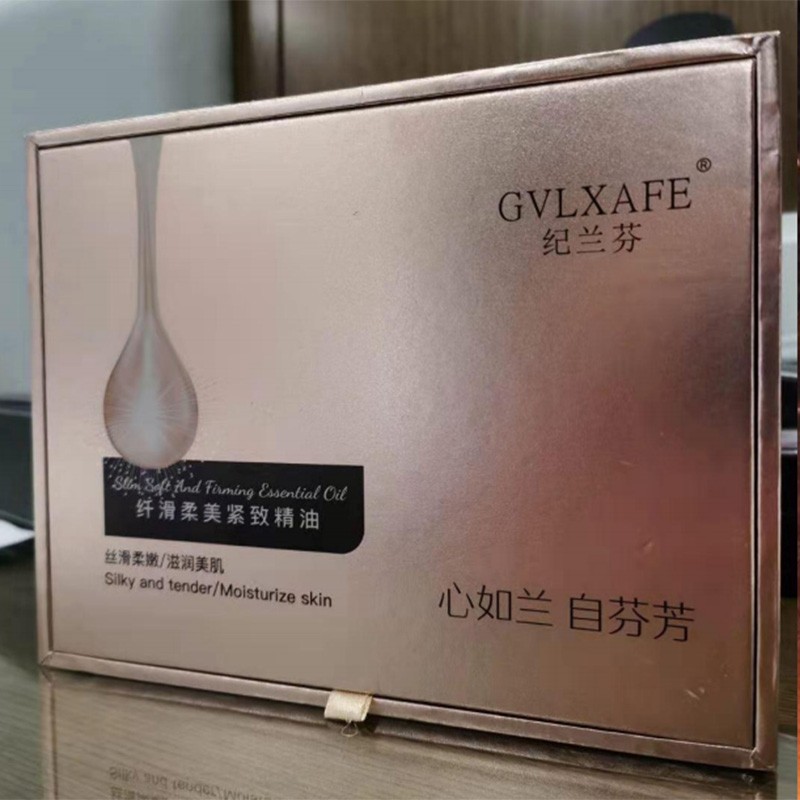 GVLXAFE®
纪兰芬
Slim Soft And Firming Essential Oil
纤滑柔美紧致精油
丝滑柔嫩/滋润美肌
Silky and tender/Moisturize skin
心如兰 自芬芳